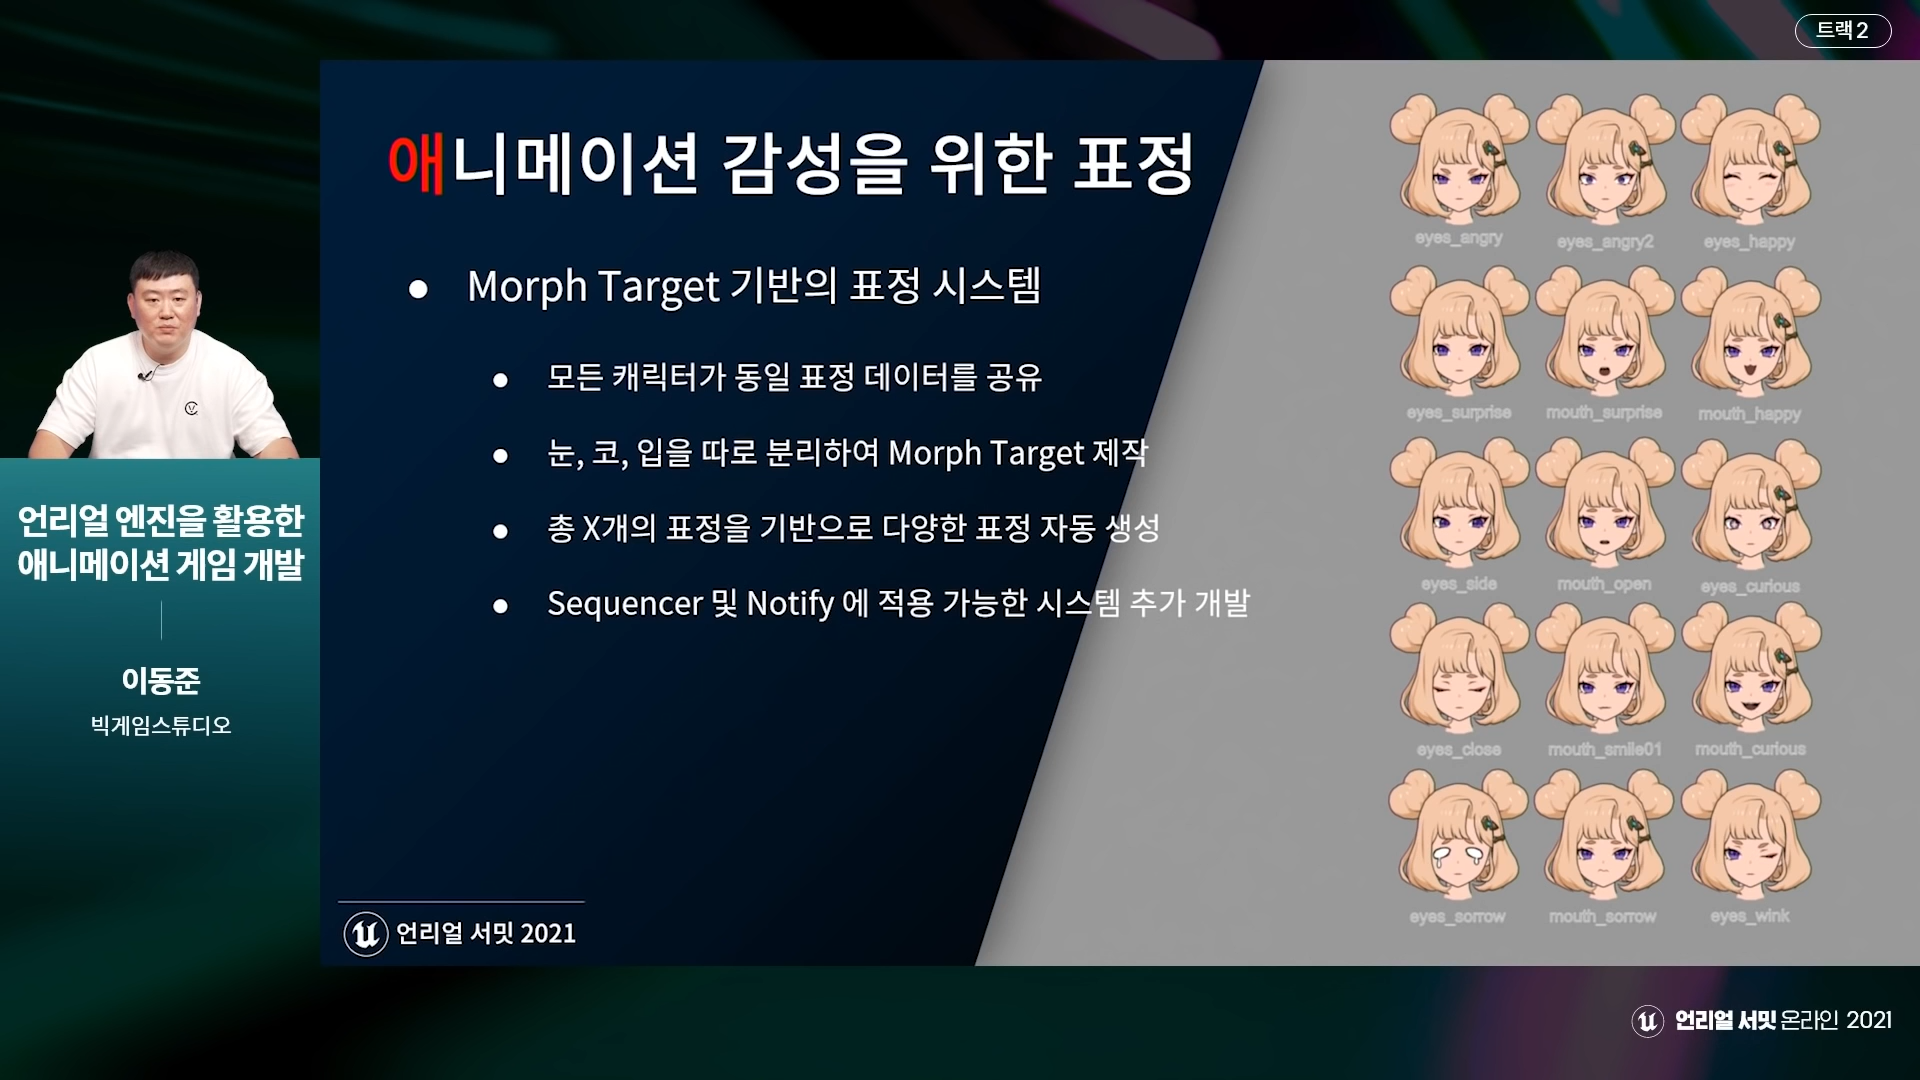 트랙2
애니메이션 감성을 위한 표정
Morph Target 기반의 표정 시스템
모든 캐릭터가 동일 표정 데이터를 공유
눈, 코, 입을 따로 분리하여 Morph Target 제작
총 X개의 표정을 기반으로 다양한 표정 자동 생성
Sequencer 및 Notify 에 적용 가능한 시스템 추가 개발
eyes_angry
eyes_angry2
eyes_happy
eyes_surprise
mouth_surprise
mouth_happy
eyes_side
mouth_open
eyes_curious
eyes_close
mouth_smile01
mouth_curious
eyes_sorrow
mouth_sorrow
eyes_wink
언리얼 엔진을 활용한
애니메이션 게임 개발
이동준
빅게임스튜디오
언리얼 서밋 2021
언리얼 서밋 온라인 2021